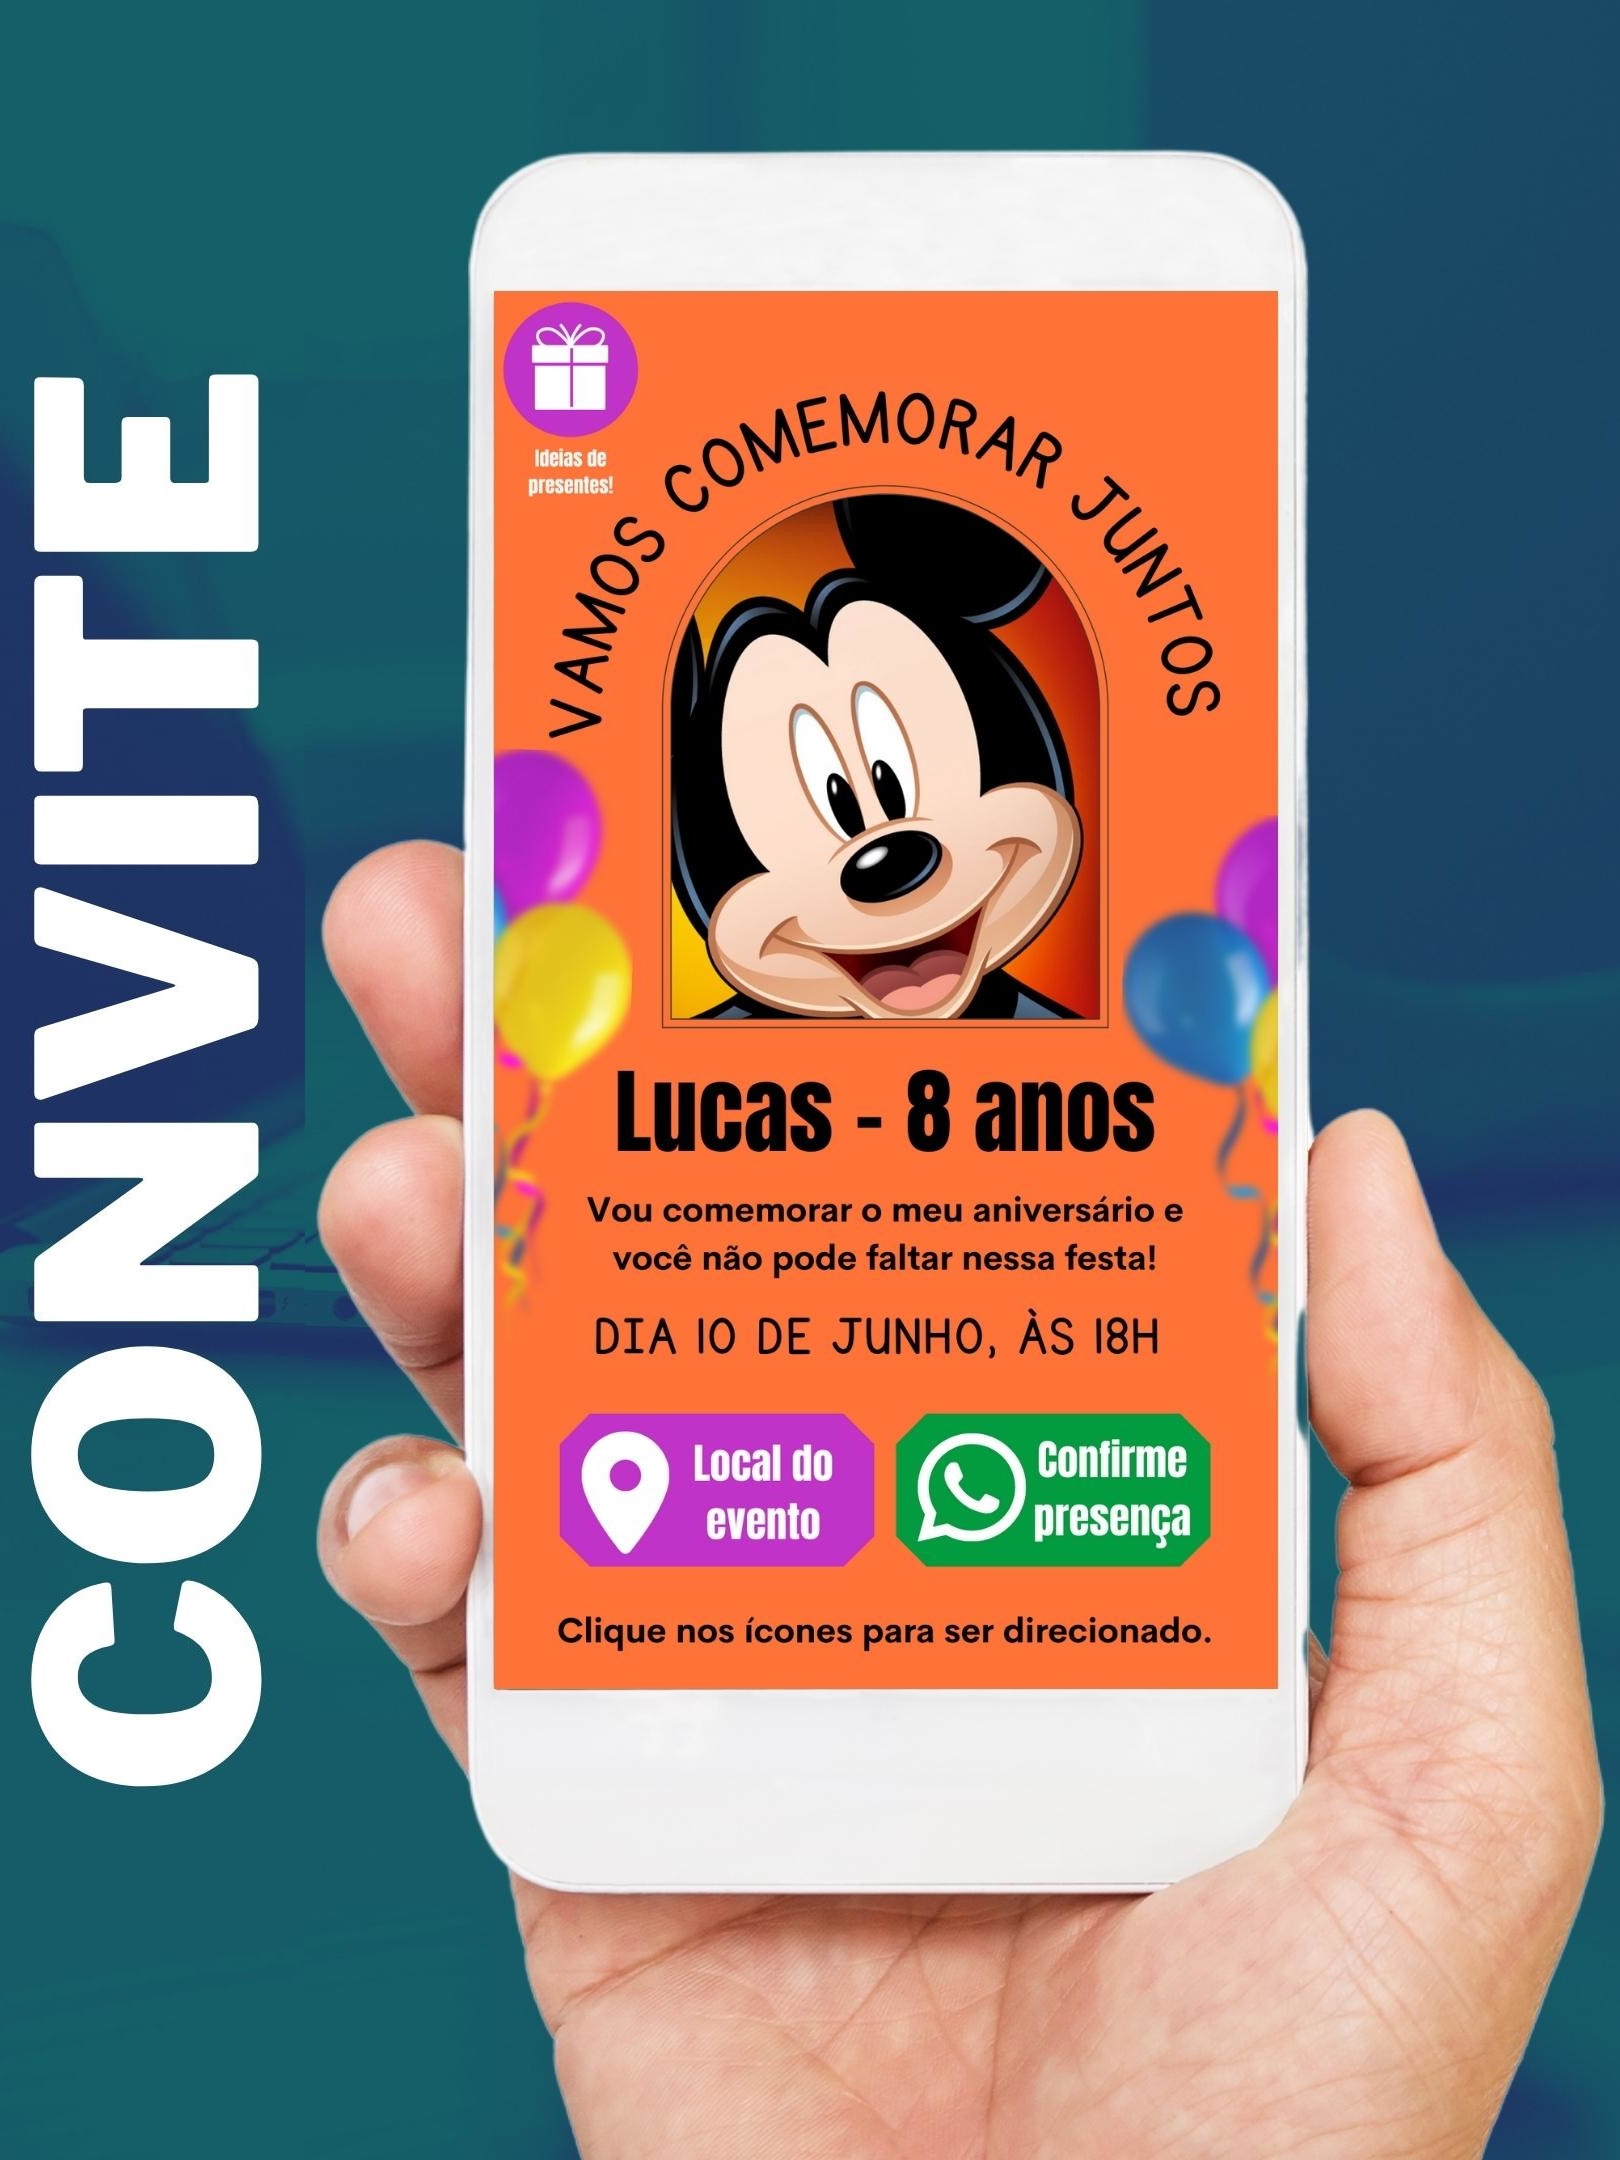 CONVITE
Ideias de
presentes!
VAMOS COMEMORAR JUNTOS
Lucas - 8 anos
Vou comemorar o meu aniversário e
você não pode faltar nessa festa!
DIA 10 DE JUNHO, ÀS 18H
Local do
evento
Confirme
presença
Clique nos ícones para ser direcionado.